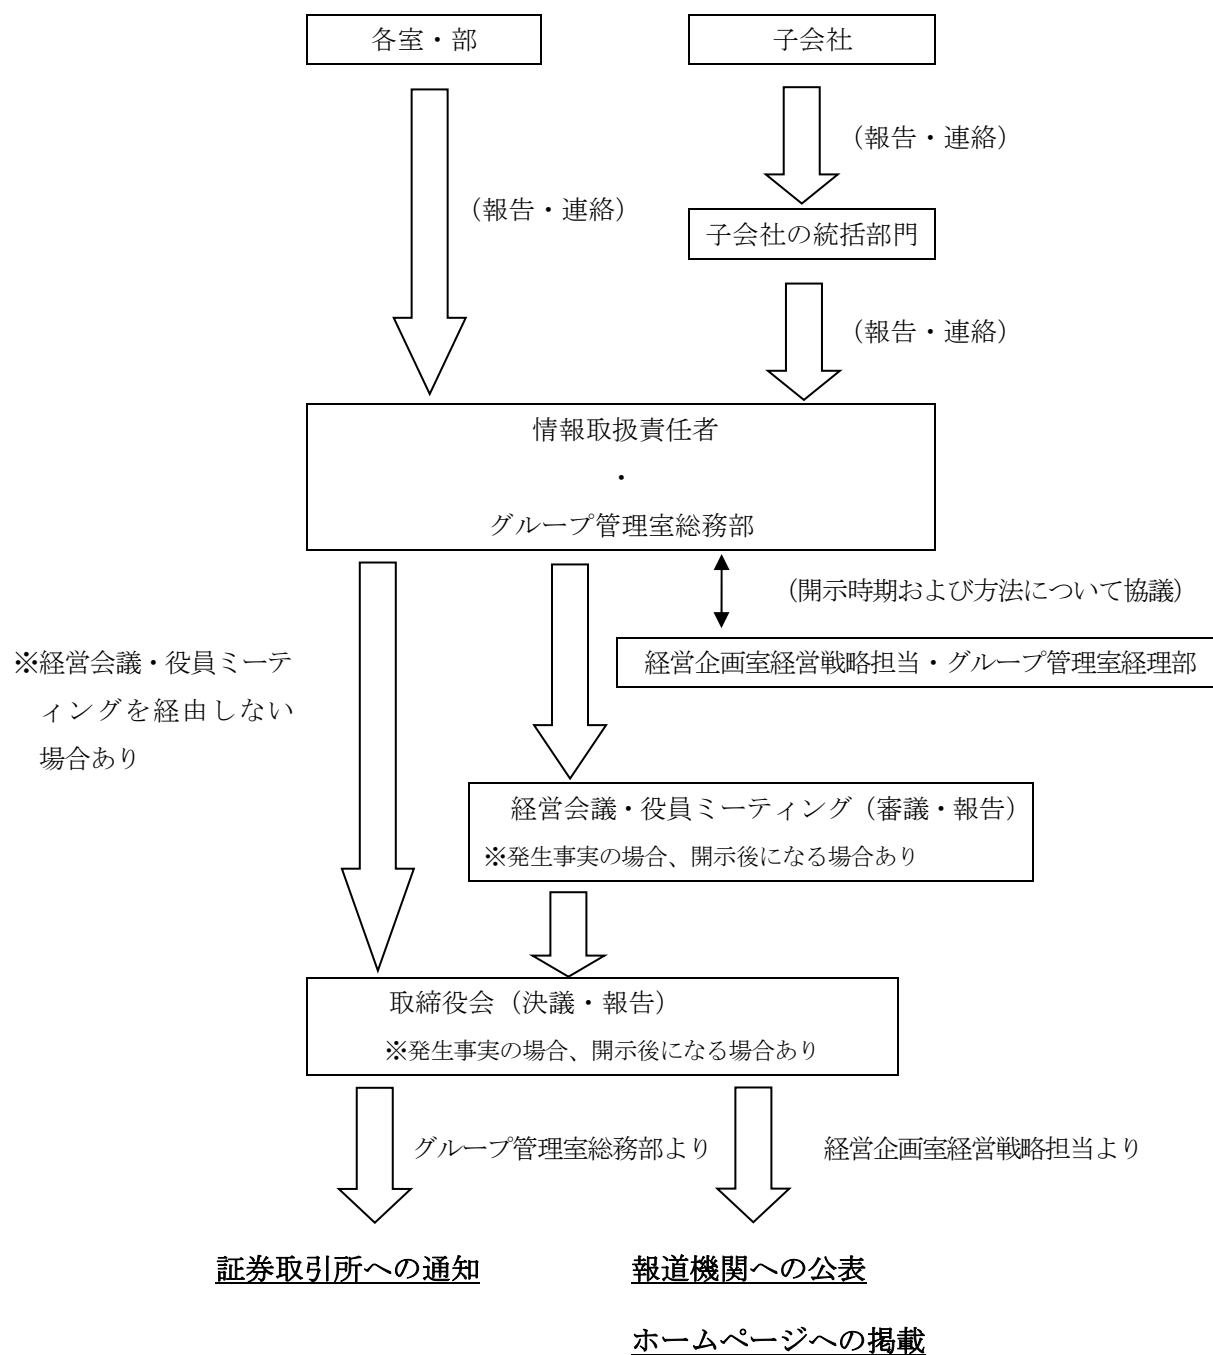 各室・部
子会社
（報告・連絡）
（報告・連絡）
子会社の統括部門
（報告・連絡）
情報取扱責任者
・
グループ管理室総務部
（開示時期および方法について協議）
経営企画室経営戦略担当・グループ管理室経理部
※経営会議・役員ミーテ
ィングを経由しない
場合あり
経営会議・役員ミーティング（審議・報告）
※発生事実の場合、開示後になる場合あり
取締役会（決議・報告）
※発生事実の場合、開示後になる場合あり
グループ管理室総務部より
経営企画室経営戦略担当より
証券取引所への通知
報道機関への公表
ホームページへの掲載